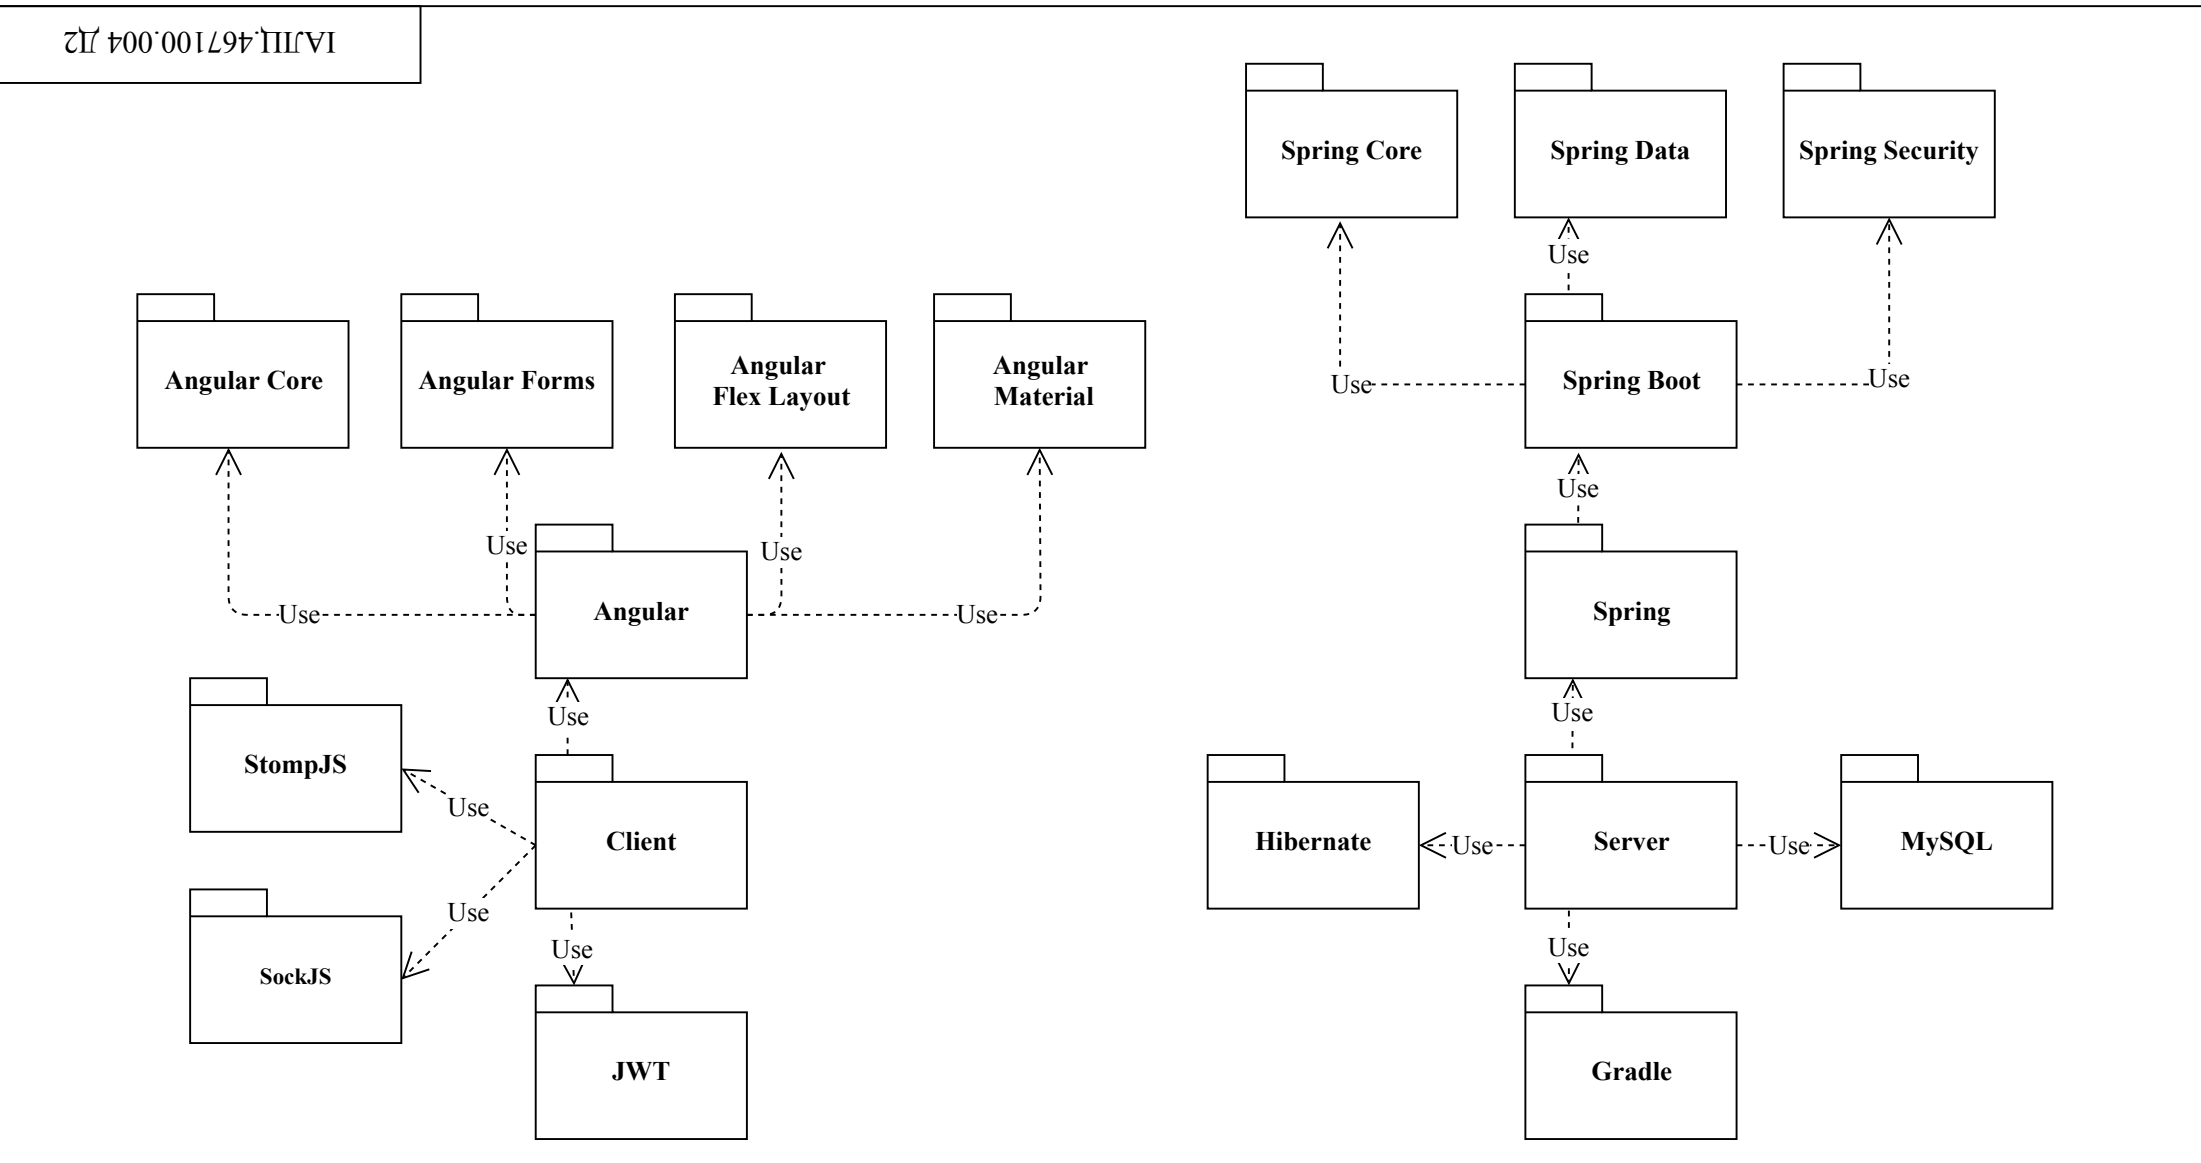 ІАЛЦ.467100.004 Д2
Spring Core
Spring Data
Spring Security
Use
Use
Use
Spring Boot
Angular Core
Angular Forms
Angular
Flex Layout
Angular
Material
Use
Use
Use
Use
Use
Angular
Spring
Use
Use
StompJS
Use
Client
Use
SockJS
Hibernate
Use
Server
Use
MySQL
Use
Use
JWT
Gradle